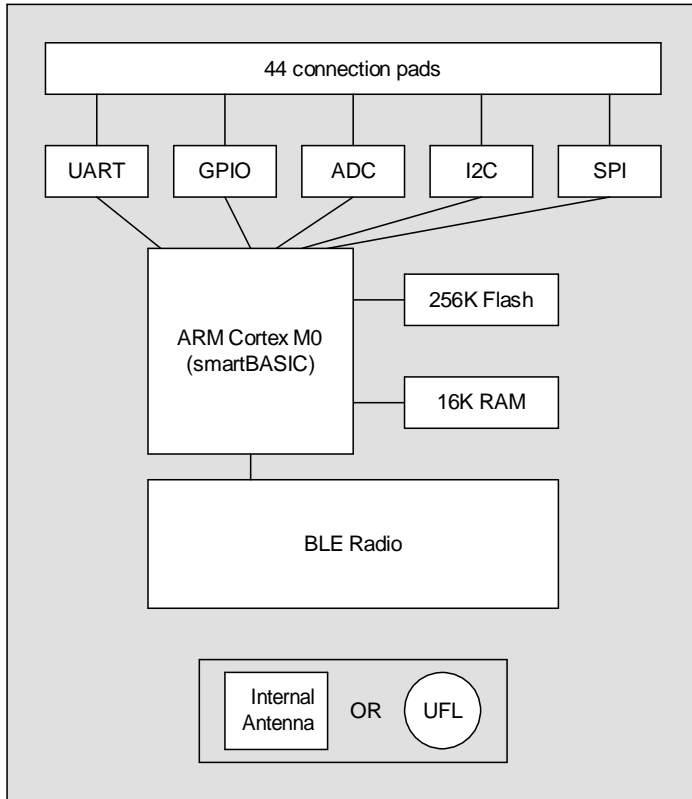 44 connection pads
UART
GPIO
ADC
I2C
SPI
ARM Cortex M0
(smartBASIC)
256K Flash
16K RAM
BLE Radio
Internal
Antenna
OR
UFL